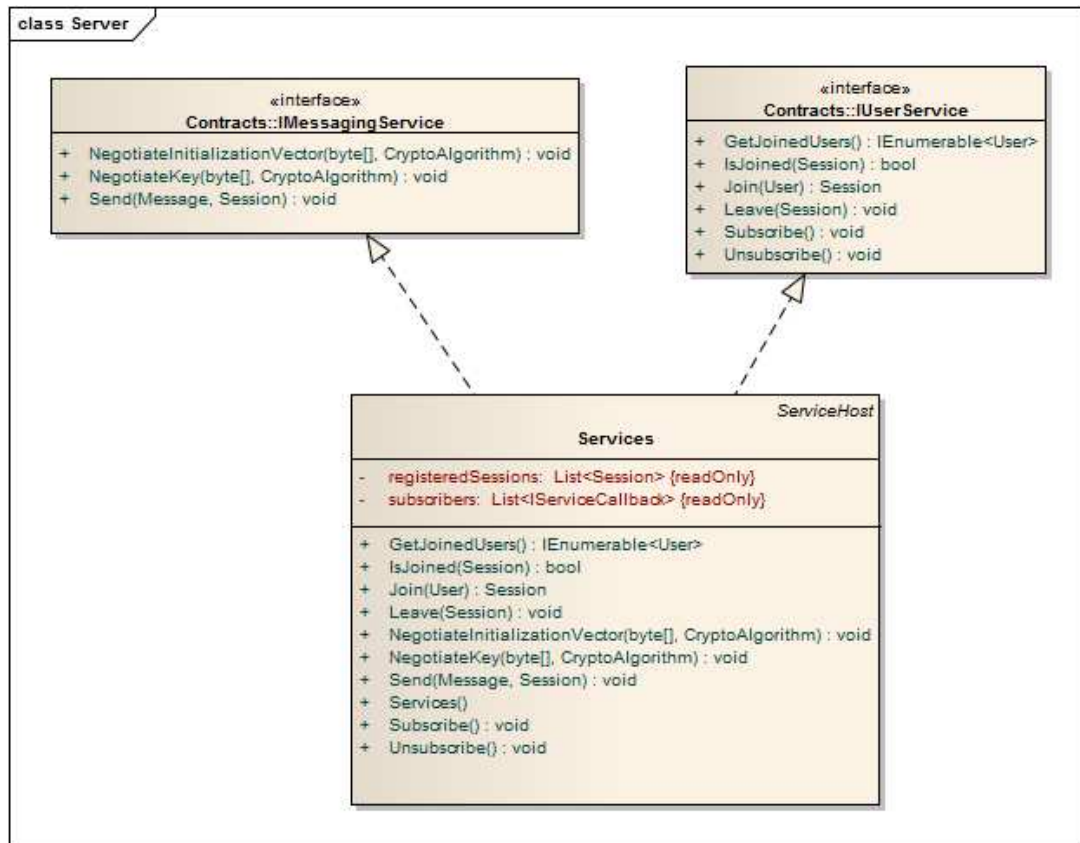 class Server
«interface»
Contracts::IMessagingService
+ NegotiateInitializationVector(byte[], CryptoAlgorithm) : void
+ NegotiateKey(byte[], CryptoAlgorithm) : void
+ Send(Message, Session) : void
«interface»
Contracts::IUserService
+ GetJoinedUsers() : IEnumerable<User>
+ IsJoined(Session) : bool
+ Join(User) : Session
+ Leave(Session) : void
+ Subscribe() : void
+ Unsubscribe() : void
ServiceHost
Services
- registeredSessions: List<Session> {readOnly}
- subscribers: List<IServiceCallback> {readOnly}
+ GetJoinedUsers() : IEnumerable<User>
+ IsJoined(Session) : bool
+ Join(User) : Session
+ Leave(Session) : void
+ NegotiateInitializationVector(byte[], CryptoAlgorithm) : void
+ NegotiateKey(byte[], CryptoAlgorithm) : void
+ Send(Message, Session) : void
+ Services()
+ Subscribe() : void
+ Unsubscribe() : void